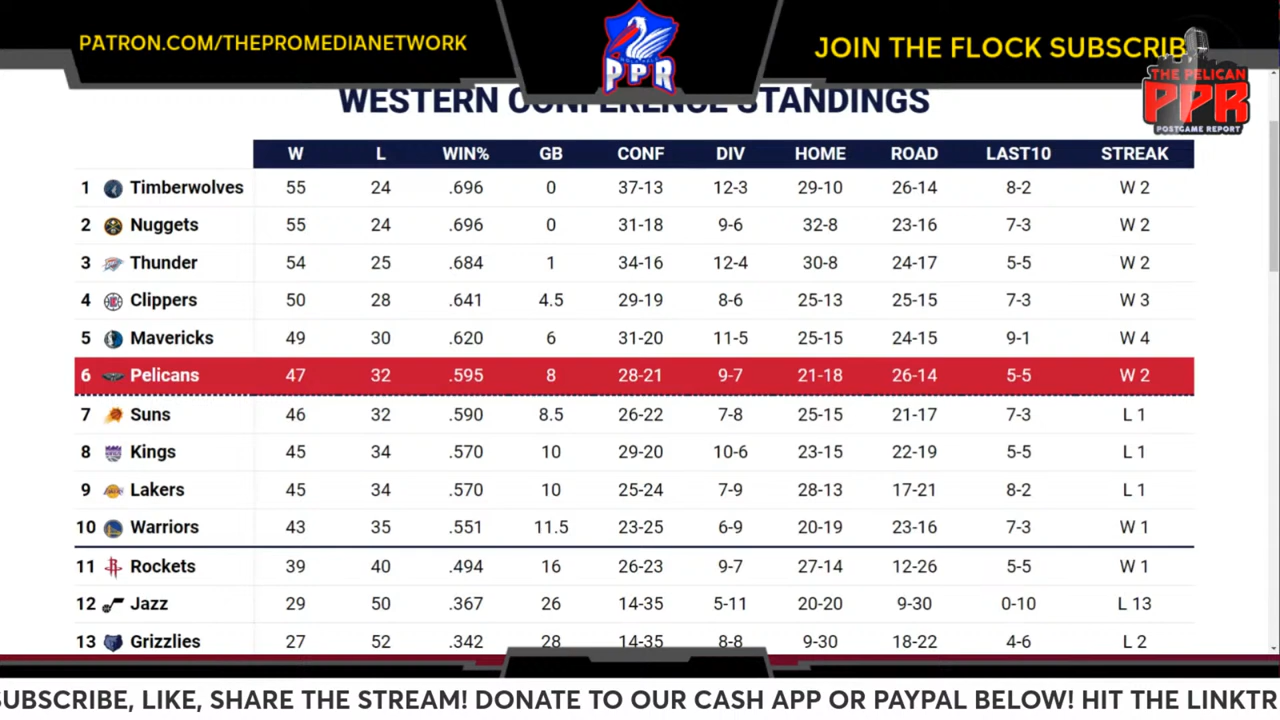 PATRON.COM/THEPROMEDIANETWORK
PPR
JOIN THE FLOCK SUBSCRIB
THE PELICAN
PPR
POSTGAME REPORT
WESTERN CONFERENCE STANDINGS
W L WIN% GB CONF DIV HOME ROAD LAST10 STREAK
1 Timberwolves 55 24 .696 0 37-13 12-3 29-10 26-14 8-2 W 2
2 Nuggets 55 24 .696 0 31-18 9-6 32-8 23-16 7-3 W 2
3 Thunder 54 25 .684 1 34-16 12-4 30-8 24-17 5-5 W 2
4 Clippers 50 28 .641 4.5 29-19 8-6 25-13 25-15 7-3 W 3
5 Mavericks 49 30 .620 6 31-20 11-5 25-15 24-15 9-1 W 4
6 Pelicans 47 32 .595 8 28-21 9-7 21-18 26-14 5-5 W 2
7 Suns 46 32 .590 8.5 26-22 7-8 25-15 21-17 7-3 L 1
8 Kings 45 34 .570 10 29-20 10-6 23-15 22-19 5-5 L 1
9 Lakers 45 34 .570 10 25-24 7-9 28-13 17-21 8-2 L 1
10 Warriors 43 35 .551 11.5 23-25 6-9 20-19 23-16 7-3 W 1
11 Rockets 39 40 .494 16 26-23 9-7 27-14 12-26 5-5 W 1
12 Jazz 29 50 .367 26 14-35 5-11 20-20 9-30 0-10 L 13
13 Grizzlies 27 52 .342 28 14-35 8-8 9-30 18-22 4-6 L 2
SUBSCRIBE, LIKE, SHARE THE STREAM! DONATE TO OUR CASH APP OR PAYPAL BELOW! HIT THE LINKTR